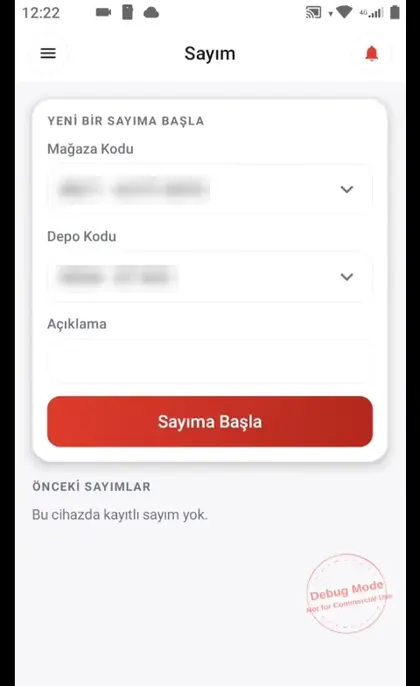 12:22
4G
Sayım
YENİ BİR SAYIMA BAŞLA
Mağaza Kodu
Depo Kodu
Açıklama
Sayıma Başla
ÖNCEKİ SAYIMLAR
Bu cihazda kayıtlı sayım yok.
Debug Mode
Not for Commercial Use